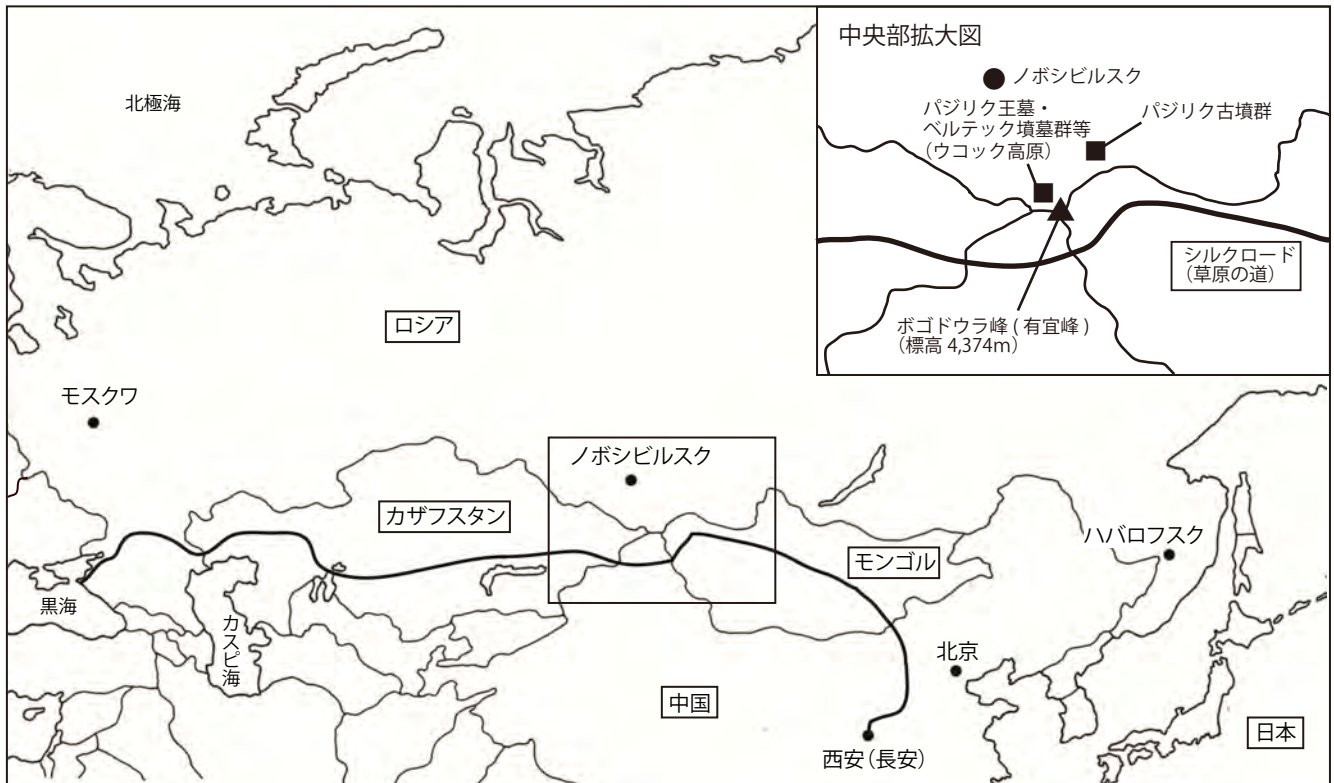 中央部拡大図
ノボシビルスク
パジリク王墓・
ベルテック墳墓群等
(ウコック高原)
パジリク古墳群
シルクロード
(草原の道)
ボゴドウラ峰 ( 有宜峰 )
(標高 4,374m)
北極海
ロシア
モスクワ
ノボシビルスク
カザフスタン
モンゴル
ハバロフスク
黒海
カスピ海
北京
中国
西安(長安)
日本